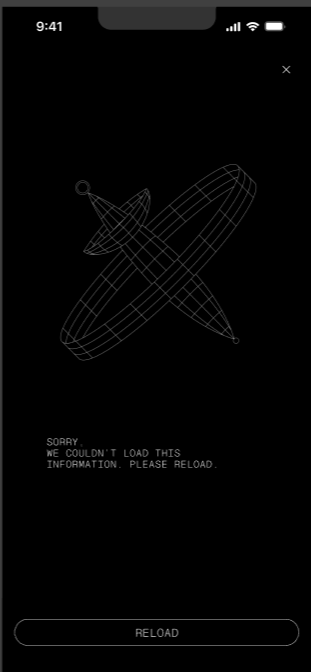 9:41
SORRY.
WE COULDN'T LOAD THIS
INFORMATION. PLEASE RELOAD.
RELOAD